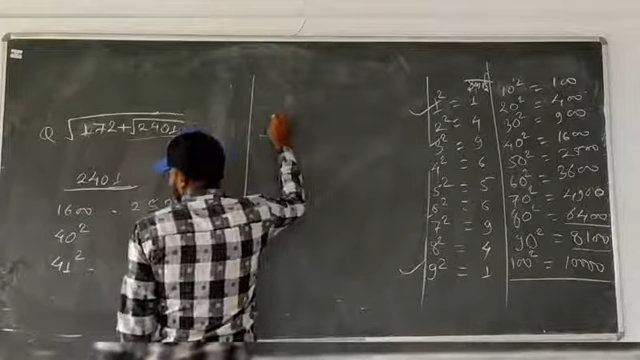 Q √172+√2401
2401
1600 - 25
40²
41²
1² = 1
2² = 4
3² = 9
4² = 6
5² = 5
6² = 6
7² = 9
8² = 4
9² = 1
10² = 100
20² = 400
30² = 900
40² = 1600
50² = 2500
60² = 3600
70² = 4900
80² = 6400
90² = 8100
100² = 10000